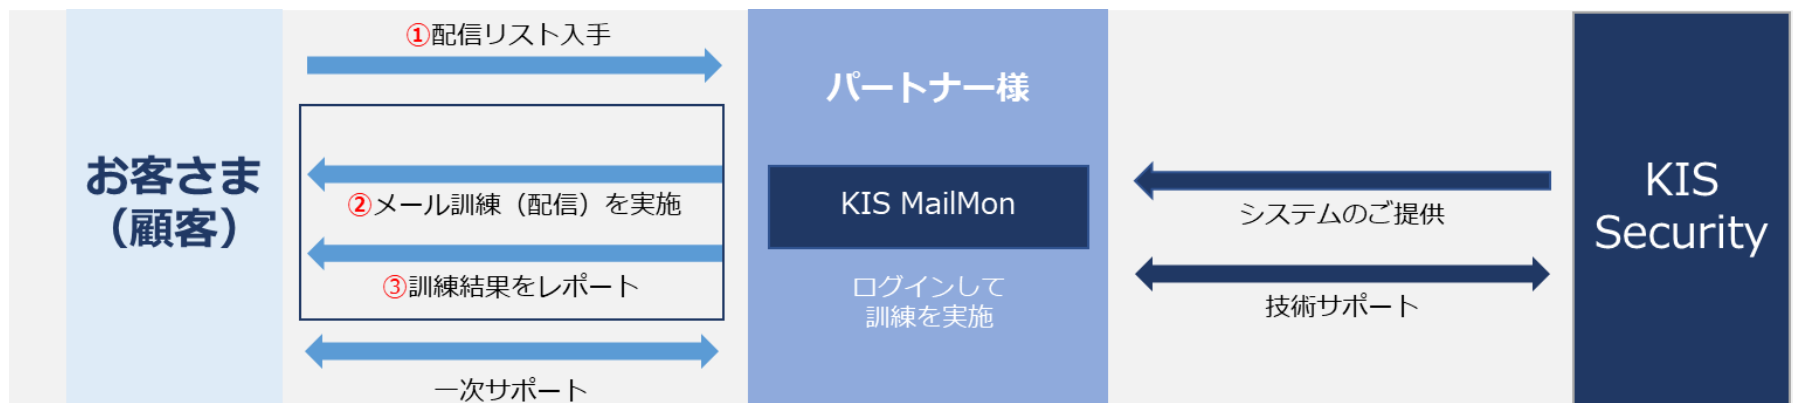 お客さま
（顧客）
①配信リスト入手
②メール訓練（配信）を実施
③訓練結果をレポート
一次サポート
パートナー様
KIS MailMon
ログインして
訓練を実施
システムのご提供
技術サポート
KIS
Security